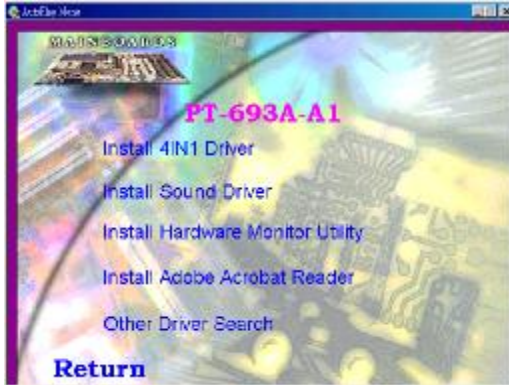 MAINBOARDS
PT-693A-A1
Install 4IN1 Driver
Install Sound Driver
Install Hardware Monitor Utility
Install Adobe Acrobat Reader
Other Driver Search
Return